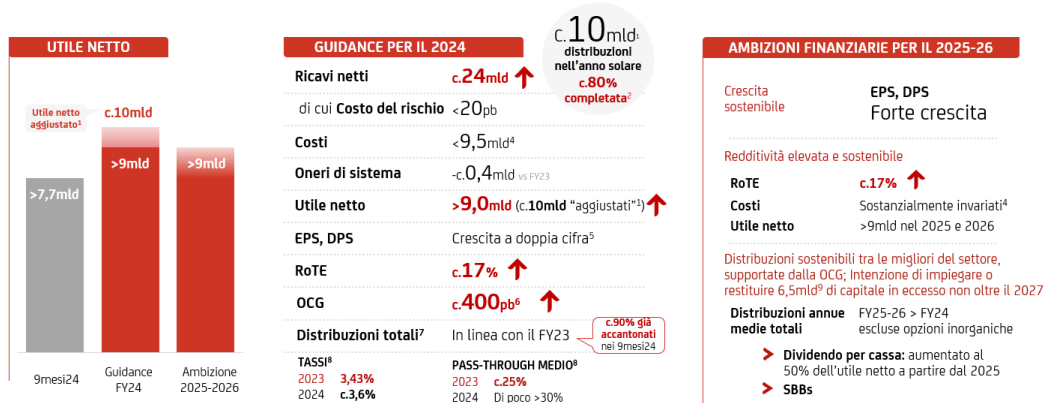 UTILE NETTO
Utile netto
aggiustato¹
c.10mld
>9mld
>9mld
>7,7mld
9mesi24
Guidance
FY24
Ambizione
2025-2026
GUIDANCE PER IL 2024
c.10mld¹
distribuzioni
nell'anno solare
c.80%
completata²
Ricavi netti c.24mld
di cui Costo del rischio <20pb
Costi <9,5mld⁴
Oneri di sistema -c.0,4mld vs FY23
Utile netto >9,0mld (c.10mld “aggiustati”¹)
EPS, DPS Crescita a doppia cifra⁵
RoTE c.17%
OCG c.400pb⁶
Distribuzioni totali⁷ In linea con il FY23
c.90% già
accantonati
nei 9mesi24
TASSI⁸
2023 3,43%
2024 c.3,6%
PASS-THROUGH MEDIO⁸
2023 c.25%
2024 Di poco >30%
AMBIZIONI FINANZIARIE PER IL 2025-26
Crescita
sostenibile
EPS, DPS
Forte crescita
Redditività elevata e sostenibile
RoTE c.17%
Costi Sostanzialmente invariati⁴
Utile netto >9mld nel 2025 e 2026
Distribuzioni sostenibili tra le migliori del settore,
supportate dalla OCG; Intenzione di impiegare o
restituire 6,5mld⁹ di capitale in eccesso non oltre il 2027
Distribuzioni annue FY25-26 > FY24
medie totali escluse opzioni inorganiche
Dividendo per cassa: aumentato al
50% dell'utile netto a partire dal 2025
SBBs